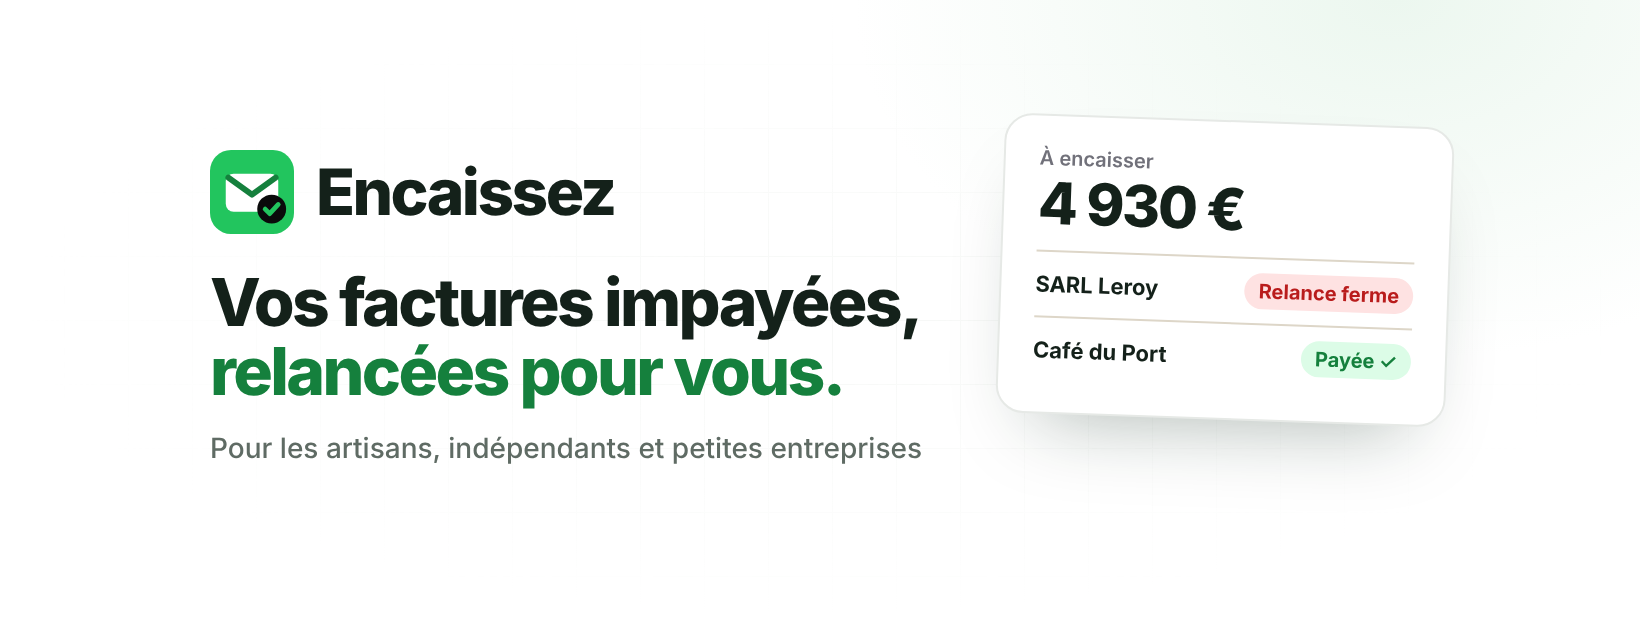 Encaissez
Vos factures impayées,
relancées pour vous.
Pour les artisans, indépendants et petites entreprises
À encaisser
4 930 €
SARL Leroy
Relance ferme
Café du Port
Payée ✓